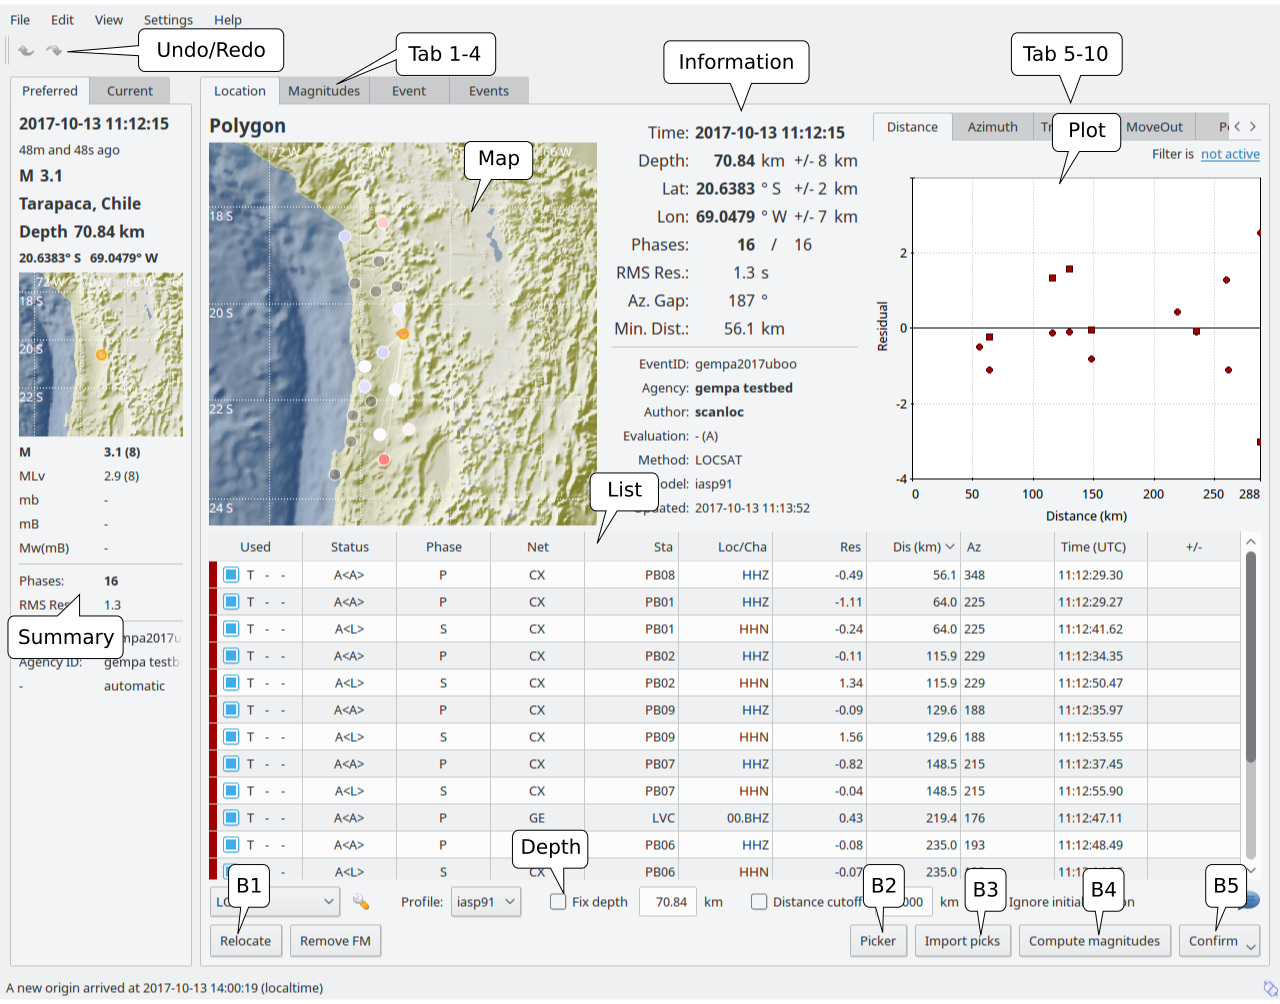 File Edit View Settings Help
Undo/Redo
Tab 1-4
Information
Tab 5-10
Preferred Current
Location Magnitudes Event Events
2017-10-13 11:12:15
48m and 48s ago
M 3.1
Tarapaca, Chile
Depth 70.84 km
20.6383° S 69.0479° W
72 W 70 W 68 W
18 S
20 S
22 S
M 3.1 (8)
MLv 2.9 (8)
mb -
mB -
Mw(mB) -
Phases: 16
RMS Res 1.3
Summary
Agency ID: gempa testb
- automatic
Polygon
Map
72 W 66 W
18 S
20 S
22 S
24 S
Time: 2017-10-13 11:12:15
Depth: 70.84 km +/- 8 km
Lat: 20.6383 ° S +/- 2 km
Lon: 69.0479 ° W +/- 7 km
Phases: 16 / 16
RMS Res.: 1.3 s
Az. Gap: 187 °
Min. Dist.: 56.1 km
EventID: gempa2017uboo
Agency: gempa testbed
Author: scanloc
Evaluation: - (A)
Method: LOCSAT
odel: iasp91
dated: 2017-10-13 11:13:52
List
Distance Azimuth Tr MoveOut P
Plot
Filter is not active
Residual
2
0
-2
-4
0 50 100 150 200 250 288
Distance (km)
Used Status Phase Net Sta Loc/Cha Res Dis (km) Az Time (UTC) +/-
T - - A<A> P CX PB08 HHZ -0.49 56.1 348 11:12:29.30
T - - A<A> P CX PB01 HHZ -1.11 64.0 225 11:12:29.27
T - - A<L> S CX PB01 HHN -0.24 64.0 225 11:12:41.62
T - - A<A> P CX PB02 HHZ -0.11 115.9 229 11:12:34.35
T - - A<L> S CX PB02 HHN 1.34 115.9 229 11:12:50.47
T - - A<A> P CX PB09 HHZ -0.09 129.6 188 11:12:35.97
T - - A<L> S CX PB09 HHN 1.56 129.6 188 11:12:53.55
T - - A<A> P CX PB07 HHZ -0.82 148.5 215 11:12:37.45
T - - A<L> S CX PB07 HHN -0.04 148.5 215 11:12:55.90
T - - A<A> P GE LVC 00.BHZ 0.43 219.4 176 11:12:47.11
T - - A<A> P CX PB06 HHZ -0.08 235.0 193 11:12:48.49
- A<L> S CX PB06 HHN -0.07 235.0
Depth
B1 B2 B3 B4 B5
Profile: iasp91 Fix depth 70.84 km Distance cutoff 000 km Ignore initia on
Relocate Remove FM Picker Import picks Compute magnitudes Confirm
A new origin arrived at 2017-10-13 14:00:19 (localtime)